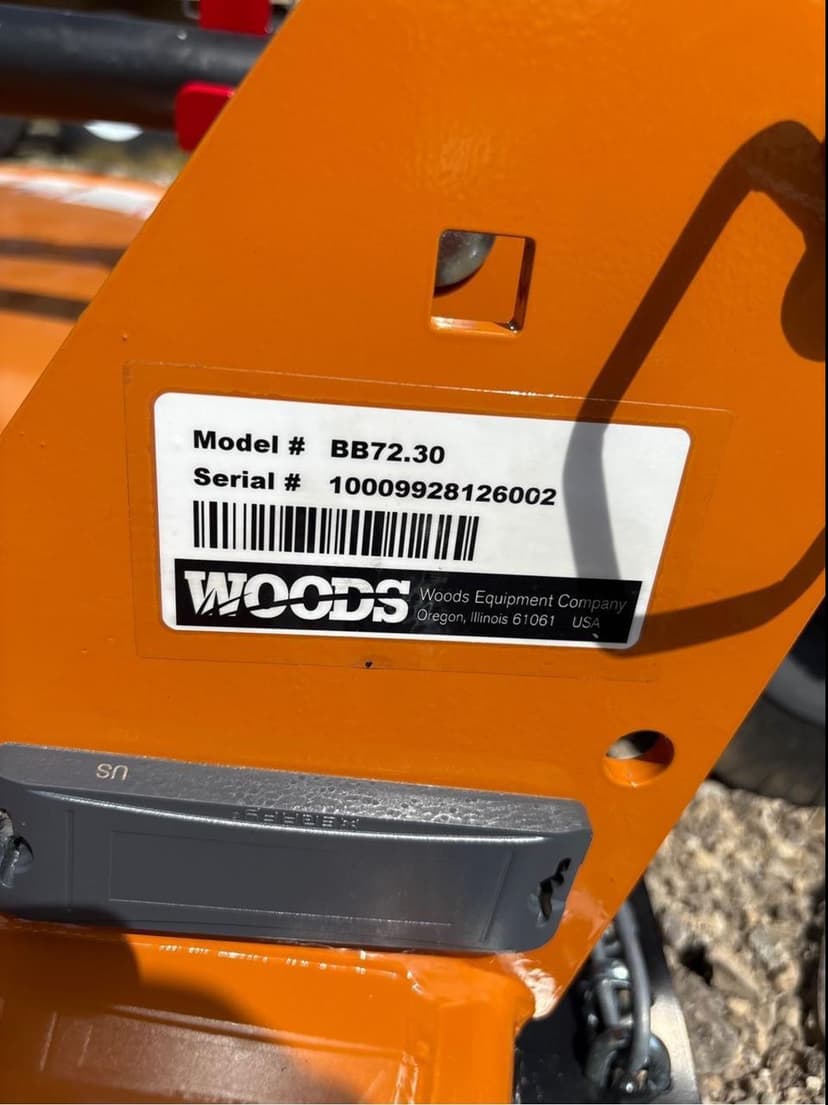 Model # BB72.30
Serial # 10009928126002
WOODS
Woods Equipment Company
Oregon, Illinois 61061 USA
US